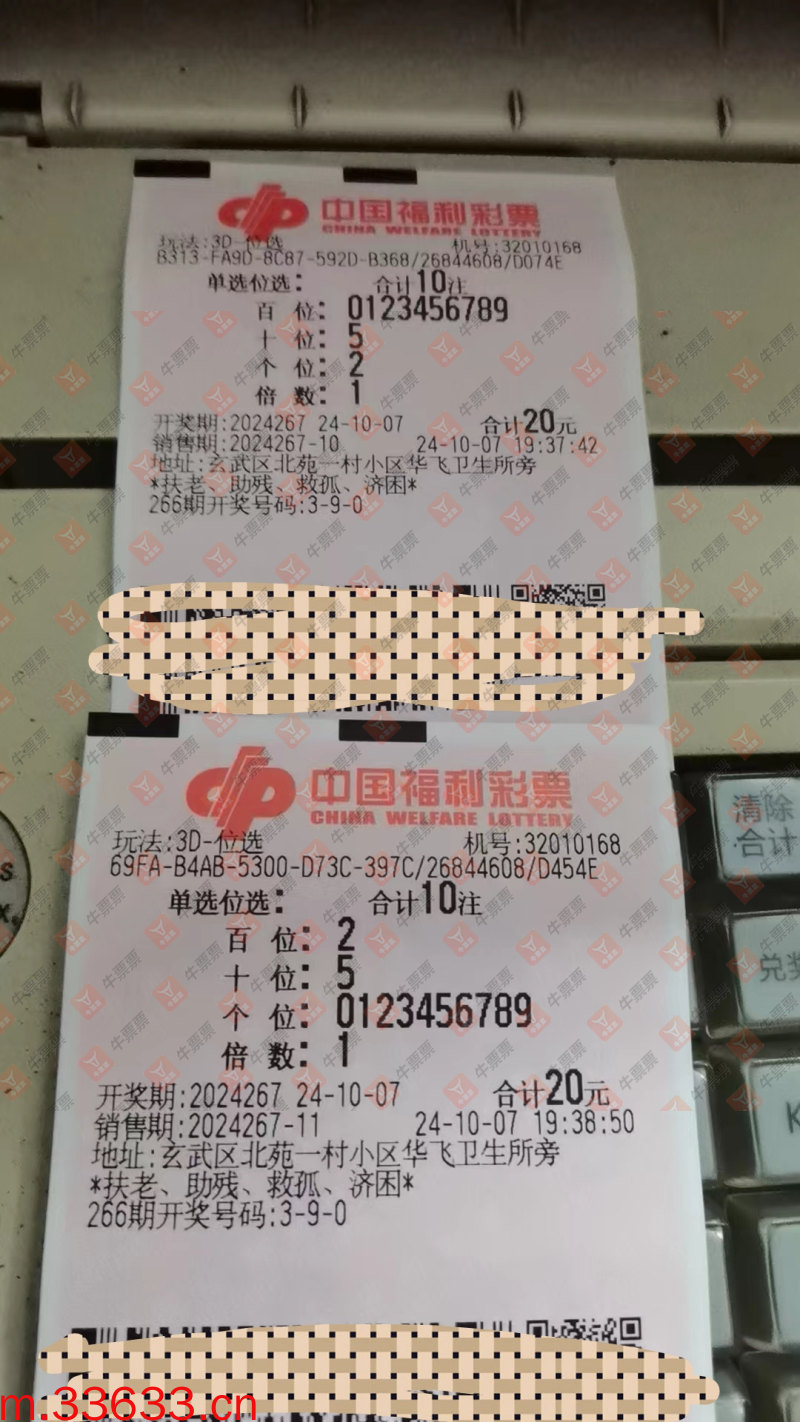 中国福利彩票
CHINA WELFARE LOTTERY
玩法:3D-位选 机号:32010168
B313-FA9D-8C87-592D-B368/26844608/D074E
单选位选: 合计10注
百 位: 0123456789
十 位: 5
个 位: 2
倍 数: 1
开奖期:2024267 24-10-07 合计20元
销售期:2024267-10 24-10-07 19:37:42
地址:玄武区北苑一村小区华飞卫生所旁
*扶老、助残、救孤、济困*
266期开奖号码:3-9-0
中国福利彩票
CHINA WELFARE LOTTERY
玩法:3D-位选 机号:32010168
69FA-B4AB-5300-D73C-397C/26844608/D454E
单选位选: 合计10注
百 位: 2
十 位: 5
个 位: 0123456789
倍 数: 1
开奖期:2024267 24-10-07 合计20元
销售期:2024267-11 24-10-07 19:38:50
地址:玄武区北苑一村小区华飞卫生所旁
*扶老、助残、救孤、济困*
266期开奖号码:3-9-0
清除
合计
兑奖
K
牛票票
m.33633.cn